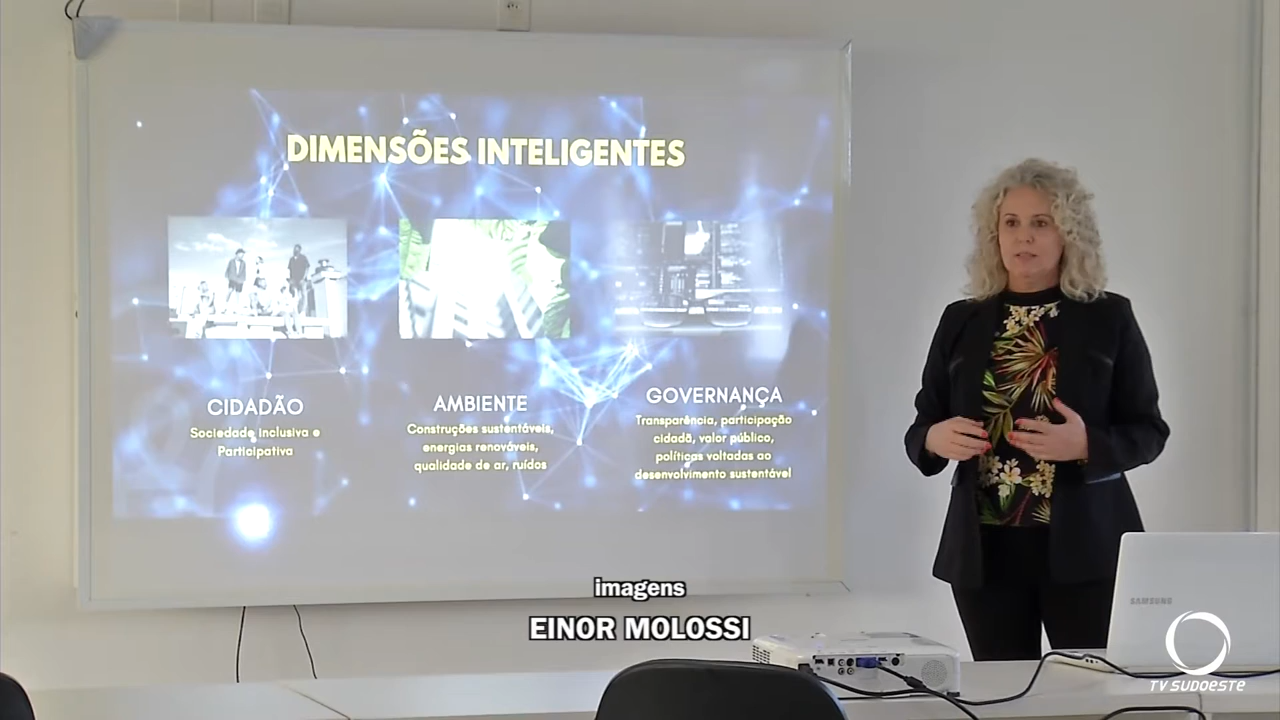 DIMENSÕES INTELIGENTES
CIDADÃO
Sociedade Inclusiva e
Participativa
AMBIENTE
Construções sustentáveis,
energias renováveis,
qualidade de ar, ruídos
GOVERNANÇA
Transparência, participação
cidadã, valor público,
políticas voltadas ao
desenvolvimento sustentável
imagens
EINOR MOLOSSI
SAMSUNG
TV SUDOESTE